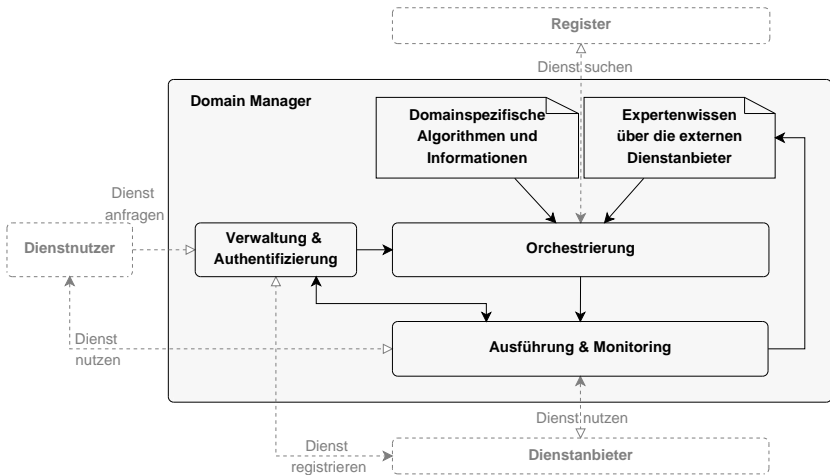 Register
Dienst suchen
Domain Manager
Domainspezifische
Algorithmen und
Informationen
Expertenwissen
über die externen
Dienstanbieter
Dienst
anfragen
Dienstnutzer
Verwaltung &
Authentifizierung
Orchestrierung
Dienst
nutzen
Ausführung & Monitoring
Dienst nutzen
Dienst
registrieren
Dienstanbieter